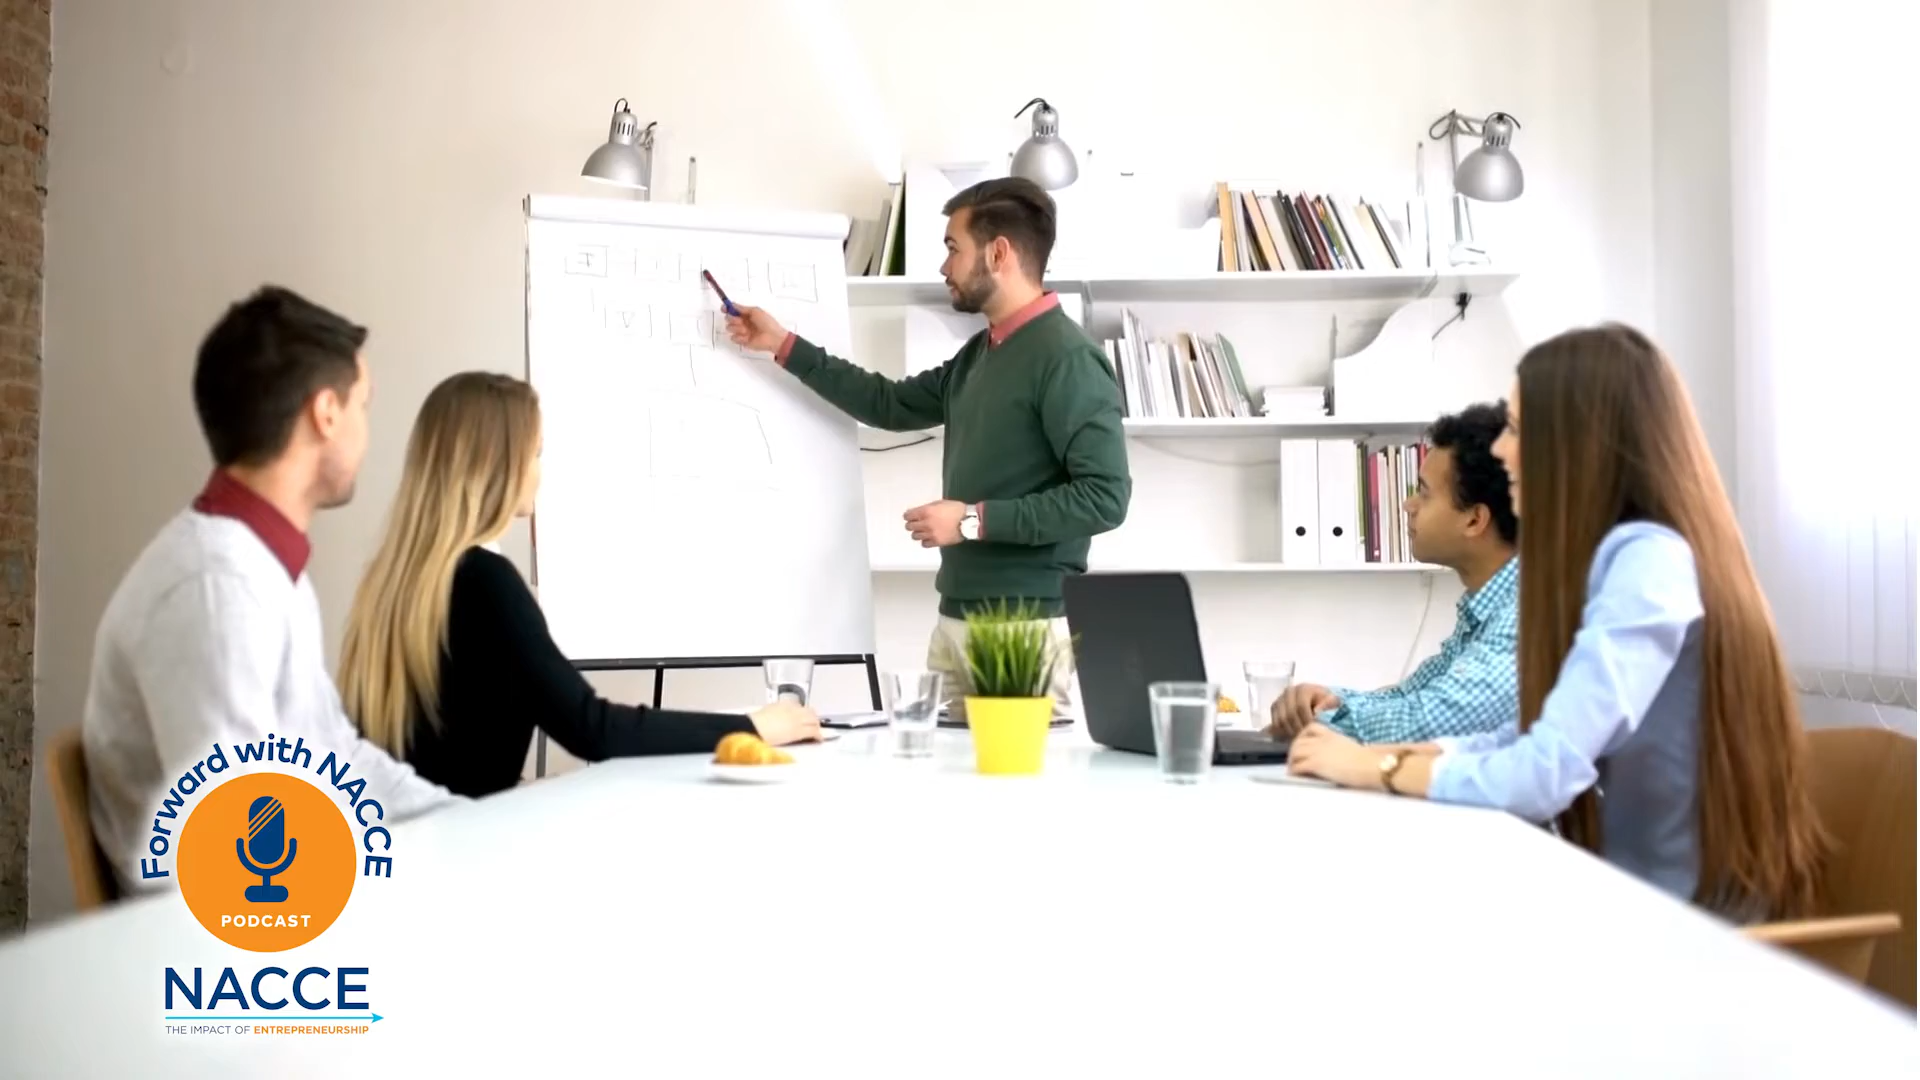 Forward with NACCE
PODCAST
NACCE
THE IMPACT OF ENTREPRENEURSHIP